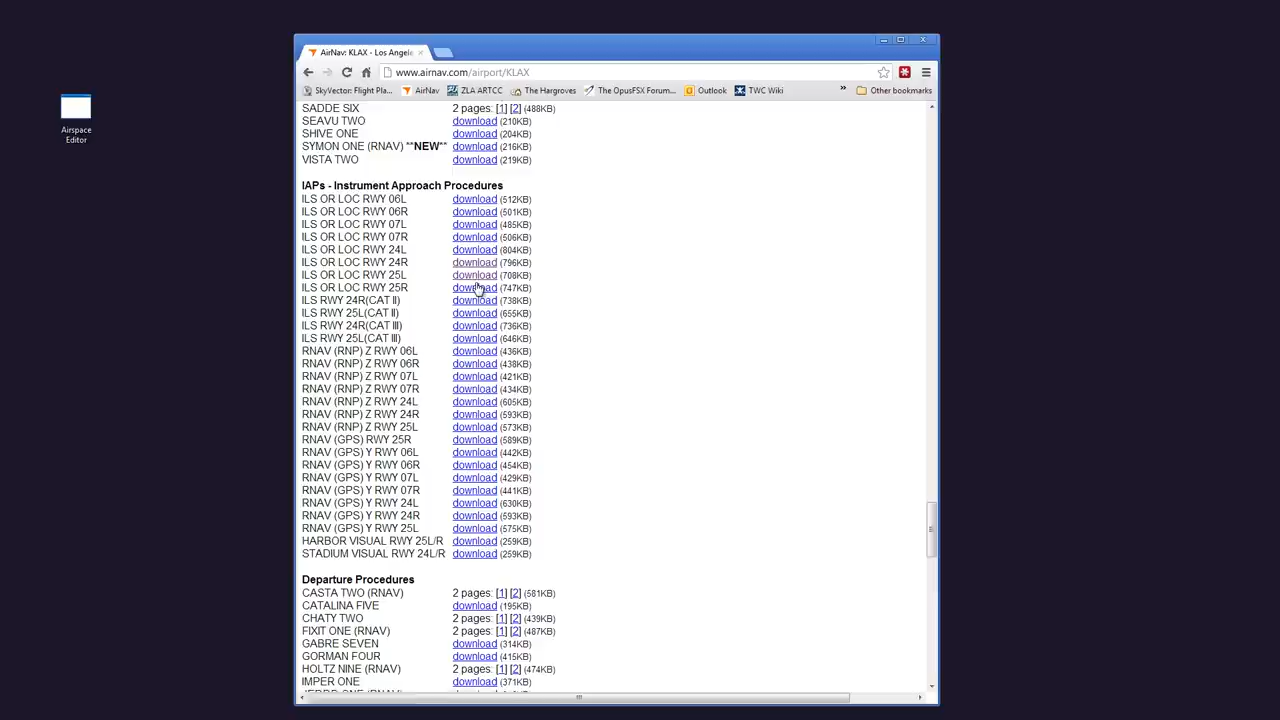 AirNav: KLAX - Los Angele
www.airnav.com/airport/KLAX
SkyVector: Flight Pla... AirNav ZLA ARTCC The Hargroves The OpusFSX Forum... Outlook TWC Wiki » Other bookmarks
Airspace
Editor
SADDE SIX 2 pages: [1] [2] (488KB)
SEAVU TWO download (210KB)
SHIVE ONE download (204KB)
SYMON ONE (RNAV) **NEW** download (216KB)
VISTA TWO download (219KB)
IAPs - Instrument Approach Procedures
ILS OR LOC RWY 06L download (512KB)
ILS OR LOC RWY 06R download (501KB)
ILS OR LOC RWY 07L download (485KB)
ILS OR LOC RWY 07R download (506KB)
ILS OR LOC RWY 24L download (804KB)
ILS OR LOC RWY 24R download (796KB)
ILS OR LOC RWY 25L download (708KB)
ILS OR LOC RWY 25R download (747KB)
ILS RWY 24R(CAT II) download (738KB)
ILS RWY 25L(CAT II) download (655KB)
ILS RWY 24R(CAT III) download (736KB)
ILS RWY 25L(CAT III) download (646KB)
RNAV (RNP) Z RWY 06L download (436KB)
RNAV (RNP) Z RWY 06R download (438KB)
RNAV (RNP) Z RWY 07L download (421KB)
RNAV (RNP) Z RWY 07R download (434KB)
RNAV (RNP) Z RWY 24L download (605KB)
RNAV (RNP) Z RWY 24R download (593KB)
RNAV (RNP) Z RWY 25L download (573KB)
RNAV (GPS) RWY 25R download (589KB)
RNAV (GPS) Y RWY 06L download (442KB)
RNAV (GPS) Y RWY 06R download (454KB)
RNAV (GPS) Y RWY 07L download (429KB)
RNAV (GPS) Y RWY 07R download (441KB)
RNAV (GPS) Y RWY 24L download (630KB)
RNAV (GPS) Y RWY 24R download (593KB)
RNAV (GPS) Y RWY 25L download (575KB)
HARBOR VISUAL RWY 25L/R download (259KB)
STADIUM VISUAL RWY 24L/R download (259KB)
Departure Procedures
CASTA TWO (RNAV) 2 pages: [1] [2] (581KB)
CATALINA FIVE download (195KB)
CHATY TWO 2 pages: [1] [2] (439KB)
FIXIT ONE (RNAV) 2 pages: [1] [2] (487KB)
GABRE SEVEN download (314KB)
GORMAN FOUR download (415KB)
HOLTZ NINE (RNAV) 2 pages: [1] [2] (474KB)
IMPER ONE download (371KB)